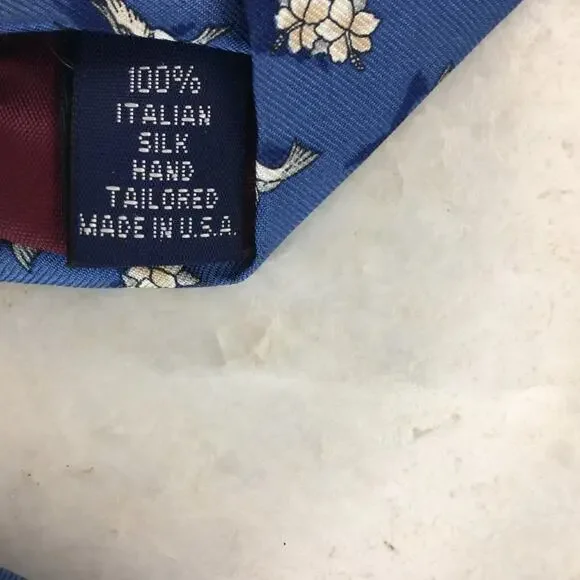 100%
ITALIAN
SILK
HAND
TAILORED
MADE IN U.S.A.